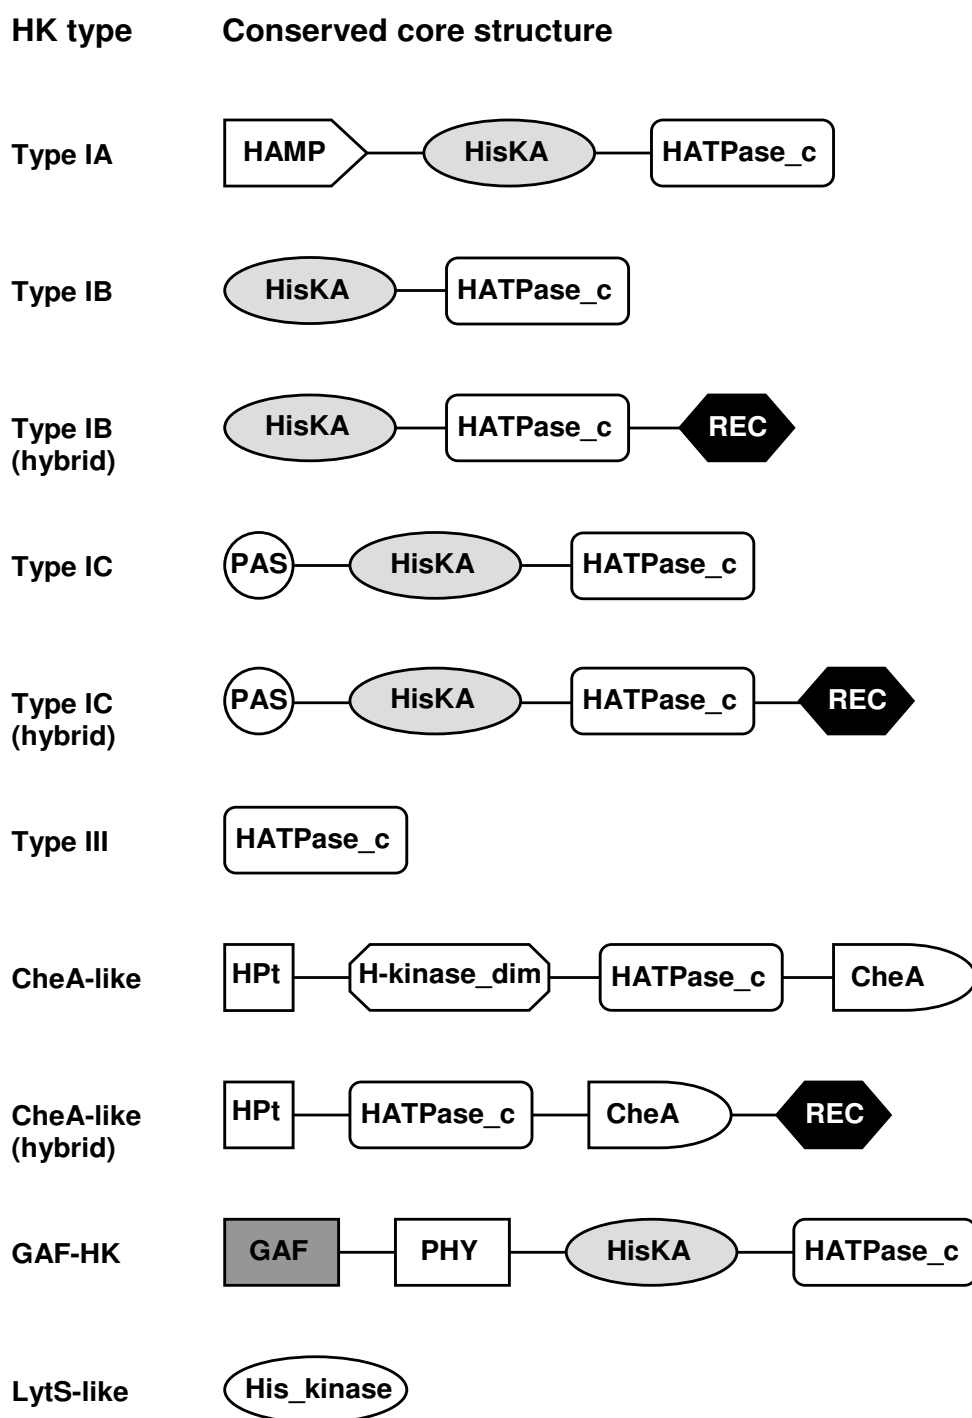 HK type Conserved core structure
Type IA HAMP HisKA HATPase_c
Type IB HisKA HATPase_c
Type IB HisKA HATPase_c REC
(hybrid)
Type IC PAS HisKA HATPase_c
Type IC PAS HisKA HATPase_c REC
(hybrid)
Type III HATPase_c
CheA-like HPt H-kinase_dim HATPase_c CheA
CheA-like HPt HATPase_c CheA REC
(hybrid)
GAF-HK GAF PHY HisKA HATPase_c
LytS-like His_kinase